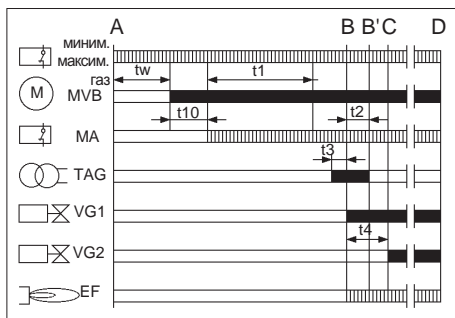 A B B' C D
миним.
максим.
газ tw t1
M MVB
t10 t2
MA
t3
TAG
VG1
t4
VG2
EF